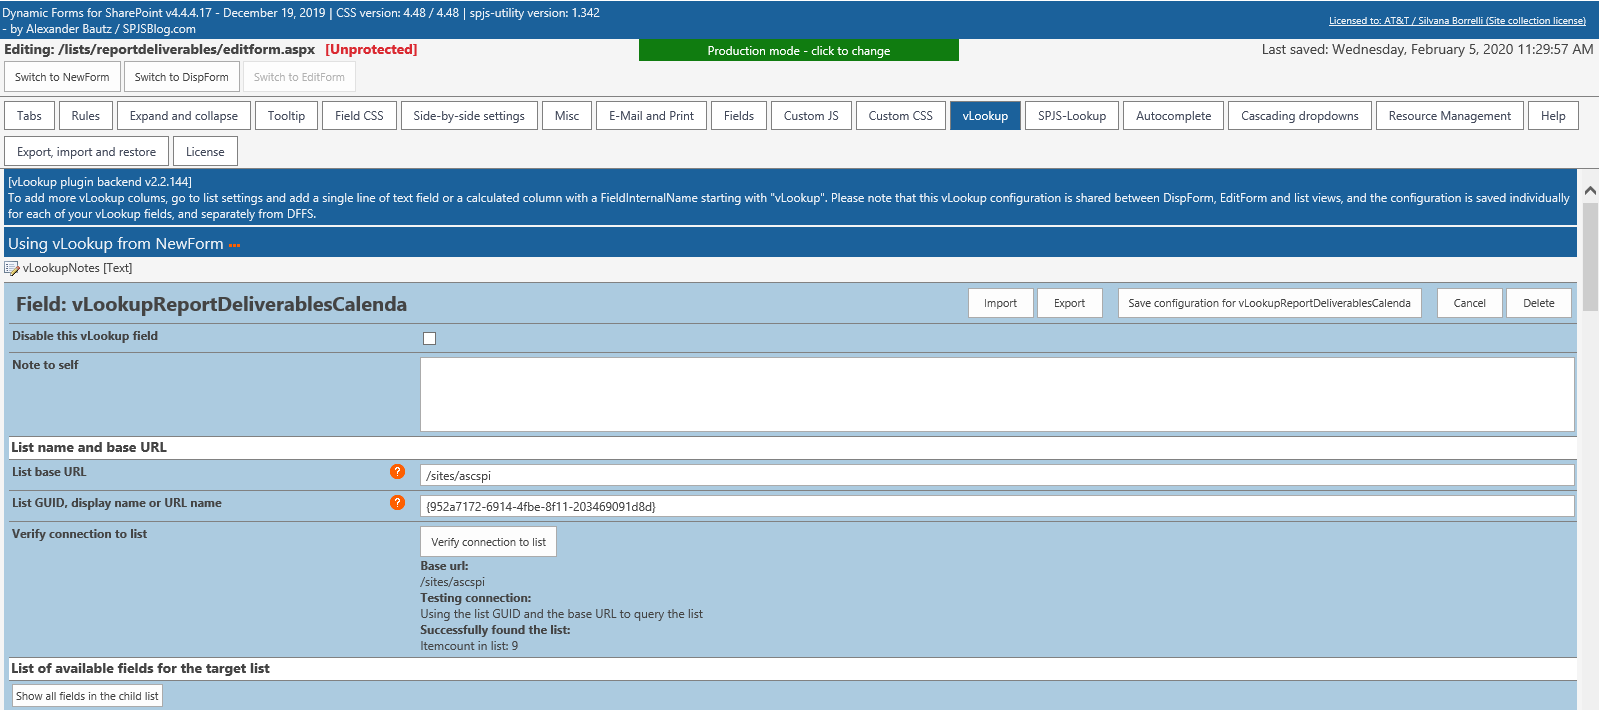 Dynamic Forms for SharePoint v4.4.4.17 - December 19, 2019 | CSS version: 4.48 / 4.48 | spjs-utility version: 1.342
- by Alexander Bautz / SPJSBlog.com
Licensed to: AT&T / Silvana Borrelli (Site collection license)
Editing: /lists/reportdeliverables/editform.aspx [Unprotected]
Production mode - click to change
Last saved: Wednesday, February 5, 2020 11:29:57 AM
Switch to NewForm Switch to DispForm Switch to EditForm
Tabs Rules Expand and collapse Tooltip Field CSS Side-by-side settings Misc E-Mail and Print Fields Custom JS Custom CSS vLookup SPJS-Lookup Autocomplete Cascading dropdowns Resource Management Help
Export, import and restore License
[vLookup plugin backend v2.2.144]
To add more vLookup colums, go to list settings and add a single line of text field or a calculated column with a FieldInternalName starting with "vLookup". Please note that this vLookup configuration is shared between DispForm, EditForm and list views, and the configuration is saved individually
for each of your vLookup fields, and separately from DFFS.
Using vLookup from NewForm ...
vLookupNotes [Text]
Field: vLookupReportDeliverablesCalenda
Import Export Save configuration for vLookupReportDeliverablesCalenda Cancel Delete
Disable this vLookup field
Note to self
List name and base URL
List base URL ? /sites/ascspi
List GUID, display name or URL name ? {952a7172-6914-4fbe-8f11-203469091d8d}
Verify connection to list Verify connection to list
Base url:
/sites/ascspi
Testing connection:
Using the list GUID and the base URL to query the list
Successfully found the list:
Itemcount in list: 9
List of available fields for the target list
Show all fields in the child list